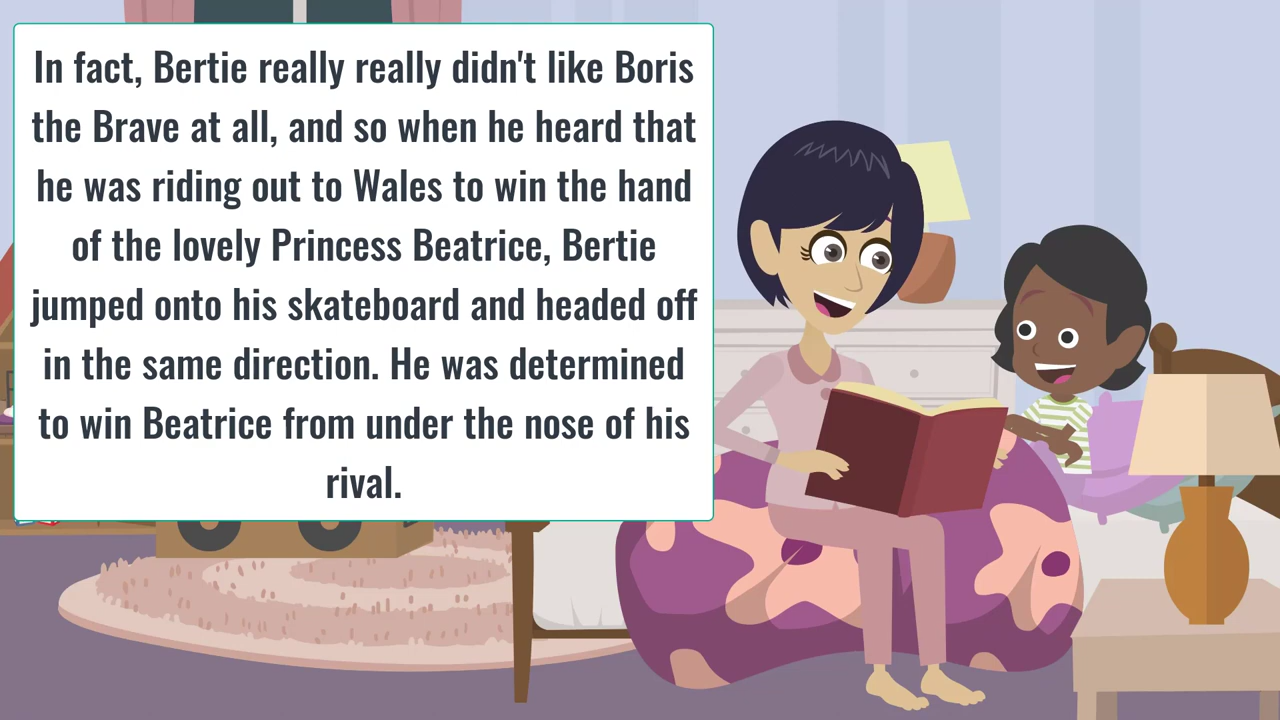 In fact, Bertie really really didn't like Boris
the Brave at all, and so when he heard that
he was riding out to Wales to win the hand
of the lovely Princess Beatrice, Bertie
jumped onto his skateboard and headed off
in the same direction. He was determined
to win Beatrice from under the nose of his
rival.